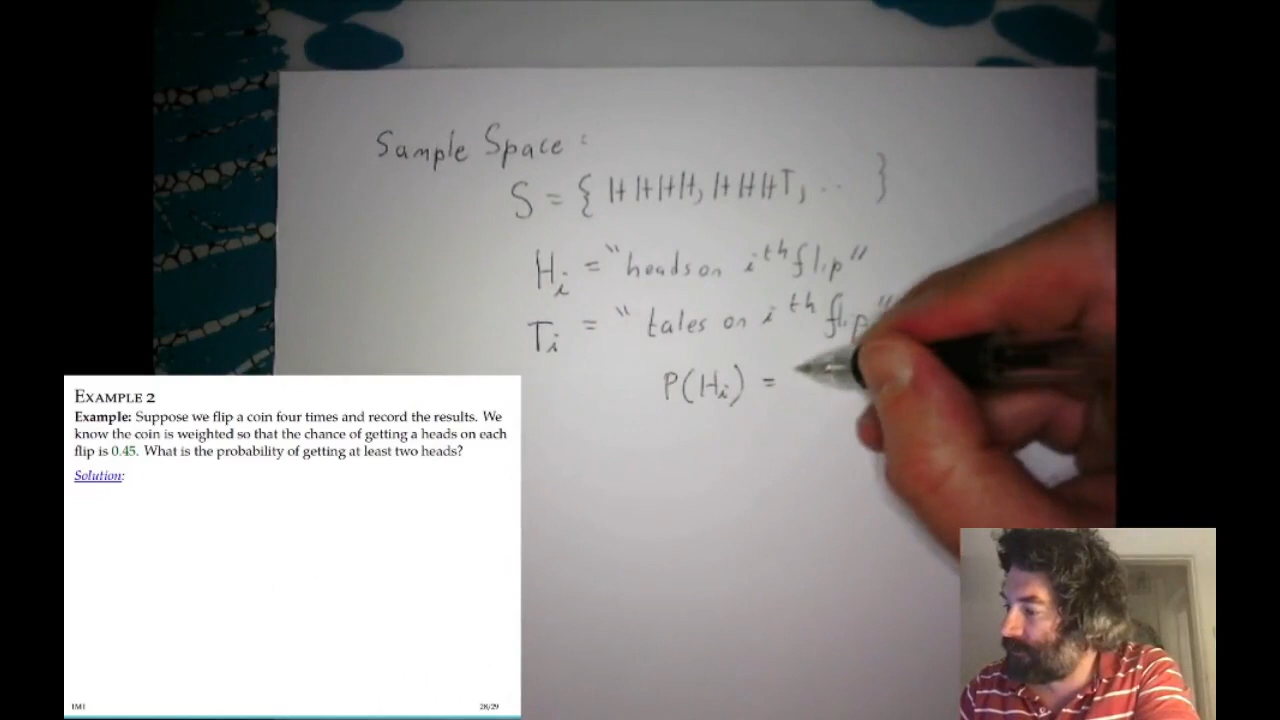 Sample Space :
S = { HHHH, HHHT, .. }
Hi = "heads on ith flip"
Ti = "tales on ith flip"
P(Hi) =
EXAMPLE 2
Example: Suppose we flip a coin four times and record the results. We
know the coin is weighted so that the chance of getting a heads on each
flip is 0.45. What is the probability of getting at least two heads?
Solution:
IM1 28/29